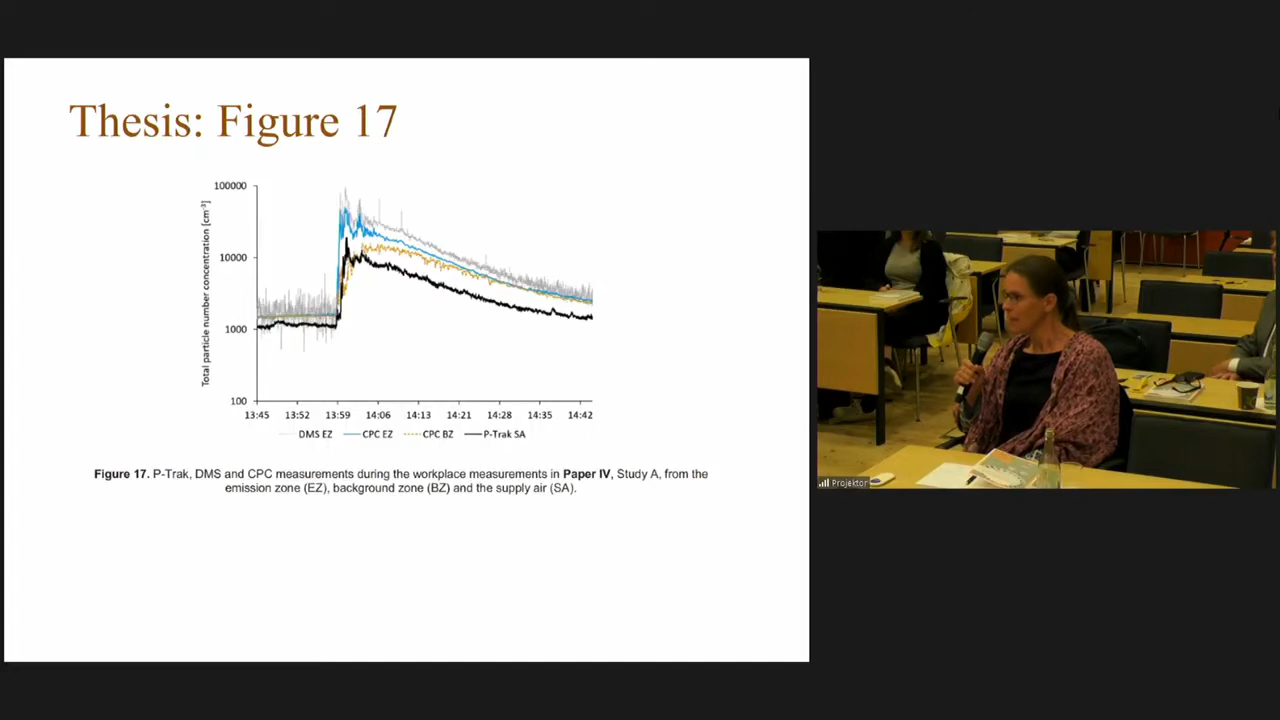 Thesis: Figure 17
Total particle number concentration [cm-3]
100000
10000
1000
100
13:45 13:52 13:59 14:06 14:13 14:21 14:28 14:35 14:42
DMS EZ CPC EZ CPC BZ P-Trak SA
Figure 17. P-Trak, DMS and CPC measurements during the workplace measurements in Paper IV, Study A, from the
emission zone (EZ), background zone (BZ) and the supply air (SA).
Projektor